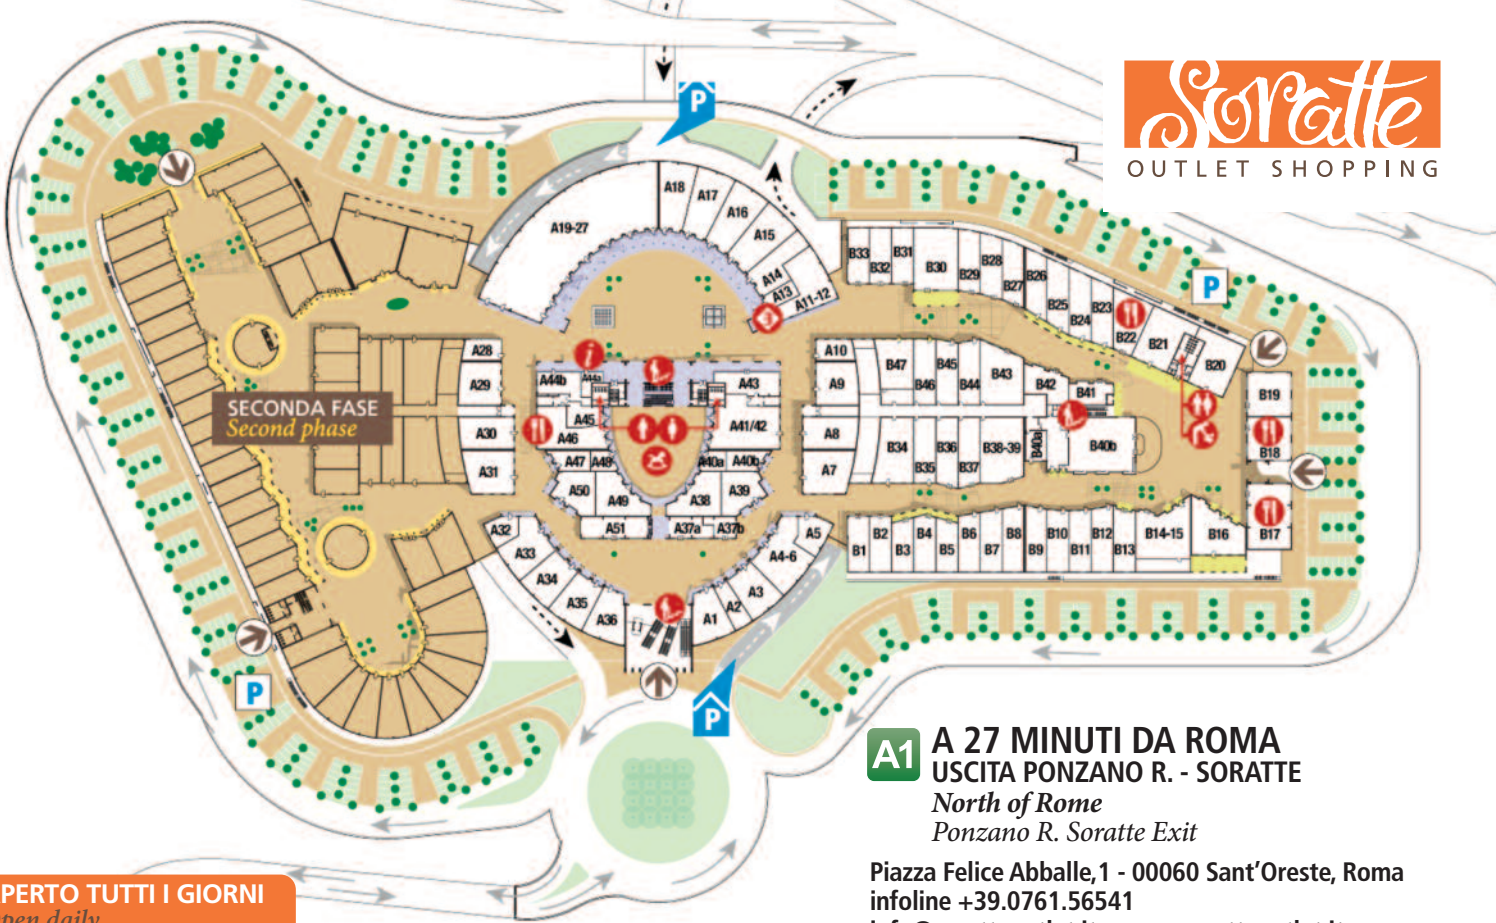 Soratte
OUTLET SHOPPING
P
P
A19-27
A18
A17
A16
A15
A14
A13
A11-12
B33
B32
B31
B30
B29
B28
B27
B26
B25
B24
B23
B22
B21
B20
B19
B18
B17
A28
A29
A30
A31
i
A44b
A44a
A43
A45
A46
A41/42
A47
A48
A40a
A40b
A50
A49
A38
A39
A51
A37a
A37b
A10
A9
A8
A7
B47
B46
B45
B44
B43
B42
B41
B34
B35
B36
B37
B38-39
B40a
B40b
SECONDA FASE
Second phase
A32
A33
A34
A35
A36
A1
A2
A3
A4-6
A5
B1
B2
B3
B4
B5
B6
B7
B8
B9
B10
B11
B12
B13
B14-15
B16
P
P
A1
A 27 MINUTI DA ROMA
USCITA PONZANO R. - SORATTE
North of Rome
Ponzano R. Soratte Exit
Piazza Felice Abballe,1 - 00060 Sant'Oreste, Roma
infoline +39.0761.56541
PERTO TUTTI I GIORNI
pen daily